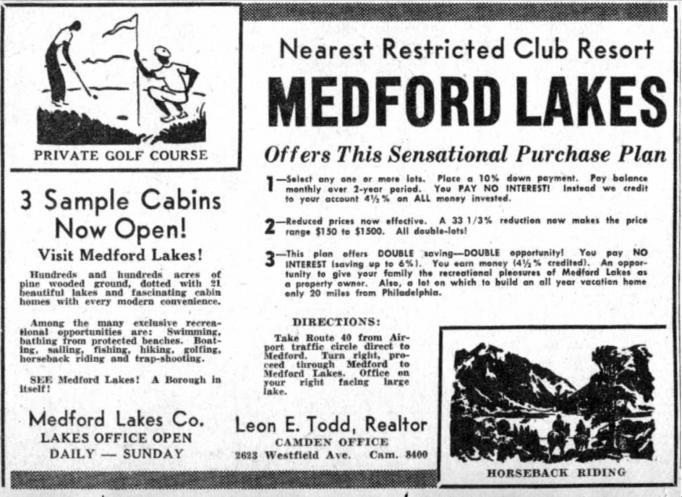 PRIVATE GOLF COURSE
Nearest Restricted Club Resort
MEDFORD LAKES
Offers This Sensational Purchase Plan
1—Select any one or more lots. Place a 10% down payment. Pay balance
monthly over 2-year period. You PAY NO INTEREST! Instead we credit
to your account 4½% on ALL money invested.
2—Reduced prices now effective. A 33 1/3% reduction now makes the price
range $150 to $1500. All double-lots!
3—This plan offers DOUBLE saving—DOUBLE opportunity! You pay NO
INTEREST (saving up to 6%). You earn money (4½% credited). An oppor-
tunity to give your family the recreational pleasures of Medford Lakes as
a property owner. Also, a lot on which to build an all year vacation home
only 20 miles from Philadelphia.
3 Sample Cabins
Now Open!
Visit Medford Lakes!
Hundreds and hundreds acres of
pine wooded ground, dotted with 21
beautiful lakes and fascinating cabin
homes with every modern convenience.
Among the many exclusive recrea-
tional opportunities are: Swimming,
bathing from protected beaches. Boat-
ing, sailing, fishing, hiking, golfing,
horseback riding and trap-shooting.
SEE Medford Lakes! A Borough in
itself!
Medford Lakes Co.
LAKES OFFICE OPEN
DAILY — SUNDAY
DIRECTIONS:
Take Route 40 from Air-
port traffic circle direct to
Medford. Turn right, pro-
ceed through Medford to
Medford Lakes. Office on
your right facing large
lake.
Leon E. Todd, Realtor
CAMDEN OFFICE
2623 Westfield Ave. Cam. 8400
HORSEBACK RIDING